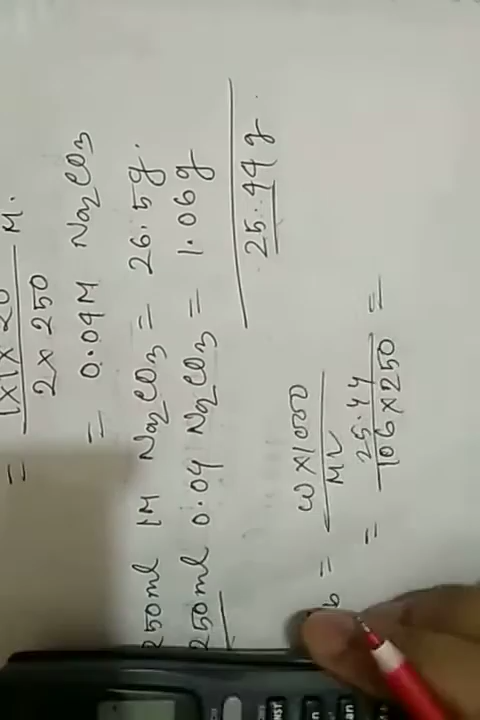 = 1x1x20 M.
2 x 250
= 0.04M Na2CO3
250ml 1M Na2CO3 = 26.5g.
250ml 0.04 Na2CO3 = 1.06g
25.44g.
= W x 1000
MV
= 25.44
106 x 250 =